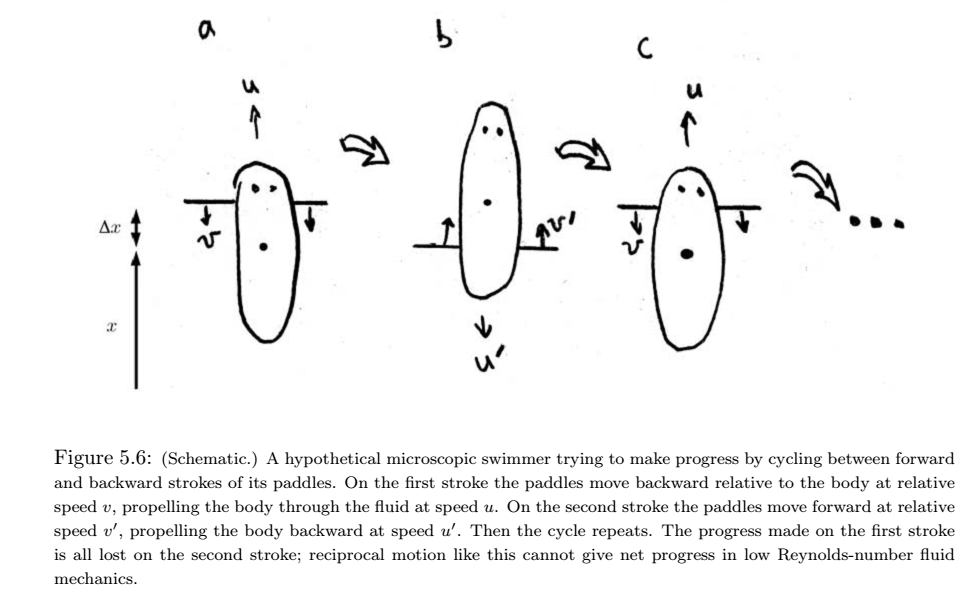 a b c
u u
v v' v
Δx
x
u'
Figure 5.6: (Schematic.) A hypothetical microscopic swimmer trying to make progress by cycling between forward
and backward strokes of its paddles. On the first stroke the paddles move backward relative to the body at relative
speed v, propelling the body through the fluid at speed u. On the second stroke the paddles move forward at relative
speed v′, propelling the body backward at speed u′. Then the cycle repeats. The progress made on the first stroke
is all lost on the second stroke; reciprocal motion like this cannot give net progress in low Reynolds-number fluid
mechanics.